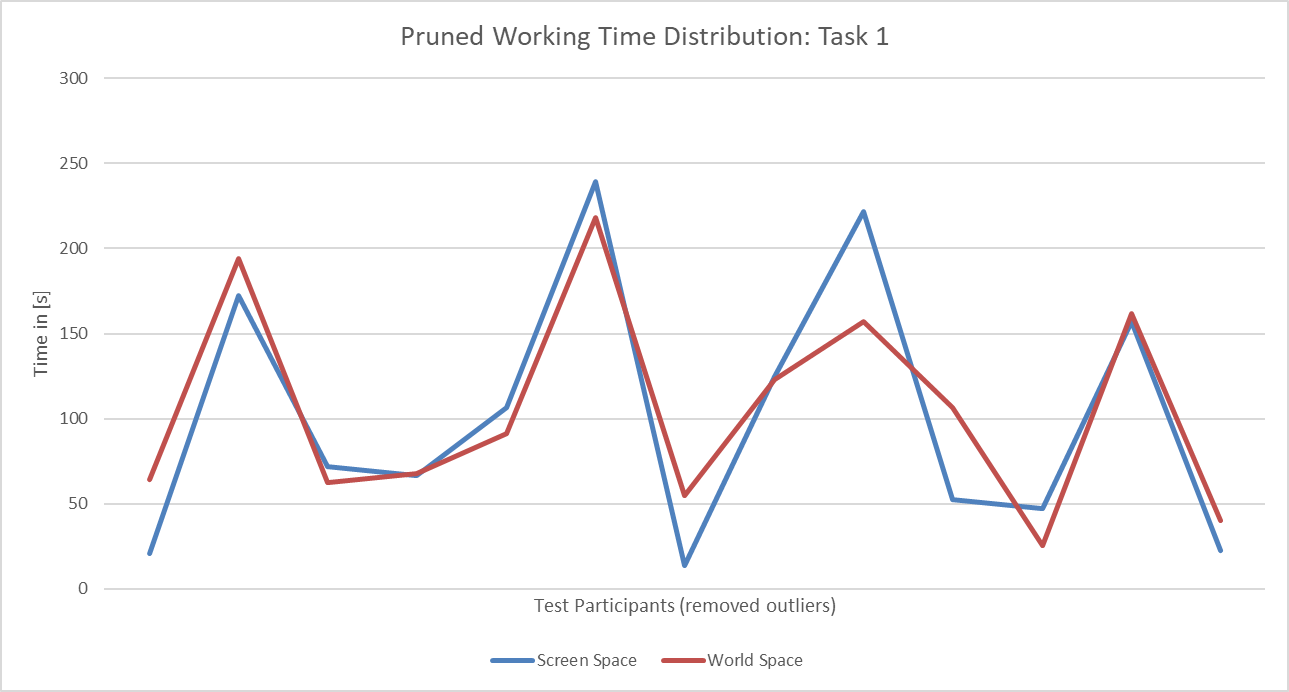 Pruned Working Time Distribution: Task 1
300
250
200
150
100
50
0
Time in [s]
Test Participants (removed outliers)
Screen Space
World Space